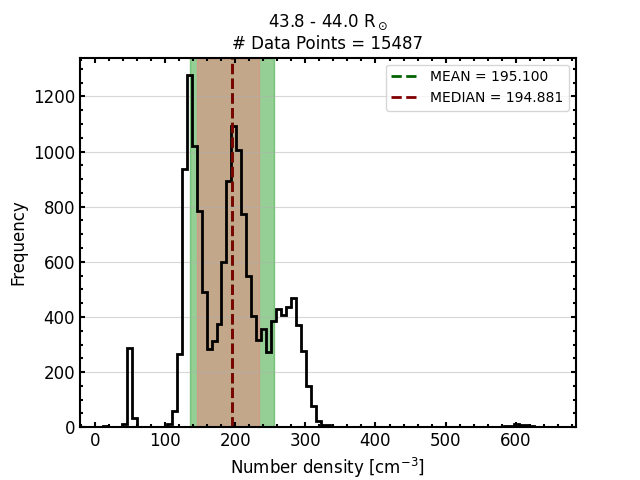 43.8 - 44.0 R⊙
# Data Points = 15487
MEAN = 195.100
MEDIAN = 194.881
Frequency
1200
1000
800
600
400
200
0
0 100 200 300 400 500 600
Number density [cm⁻³]